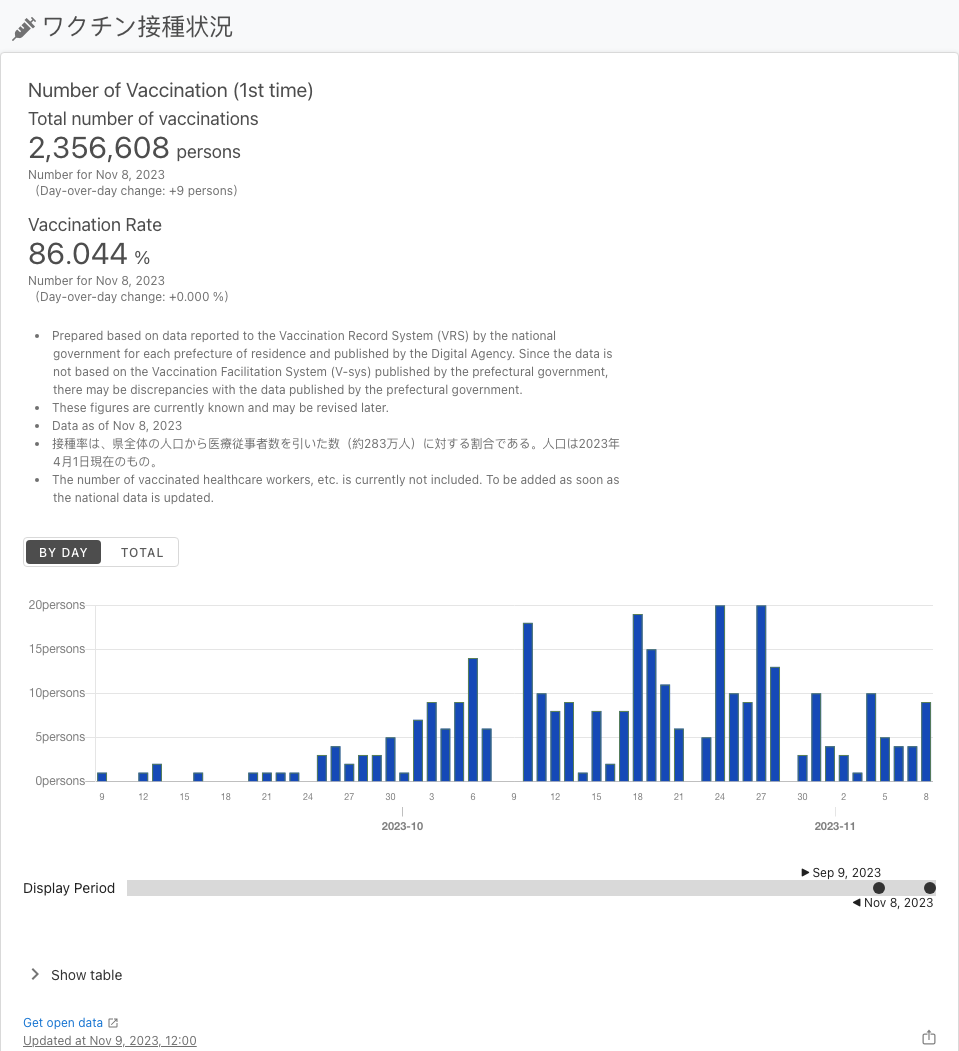 ワクチン接種状況
Number of Vaccination (1st time)
Total number of vaccinations
2,356,608 persons
Number for Nov 8, 2023
(Day-over-day change: +9 persons)
Vaccination Rate
86.044 %
Number for Nov 8, 2023
(Day-over-day change: +0.000 %)
• Prepared based on data reported to the Vaccination Record System (VRS) by the national
government for each prefecture of residence and published by the Digital Agency. Since the data is
not based on the Vaccination Facilitation System (V-sys) published by the prefectural government,
there may be discrepancies with the data published by the prefectural government.
• These figures are currently known and may be revised later.
• Data as of Nov 8, 2023
• 接種率は、県全体の人口から医療従事者数を引いた数（約283万人）に対する割合である。人口は2023年
4月1日現在のもの。
• The number of vaccinated healthcare workers, etc. is currently not included. To be added as soon as
the national data is updated.
BY DAY TOTAL
20persons
15persons
10persons
5persons
0persons
9 12 15 18 21 24 27 30 3 6 9 12 15 18 21 24 27 30 2 5 8
2023-10 2023-11
▶ Sep 9, 2023
Display Period
◀ Nov 8, 2023
Show table
Get open data
Updated at Nov 9, 2023, 12:00